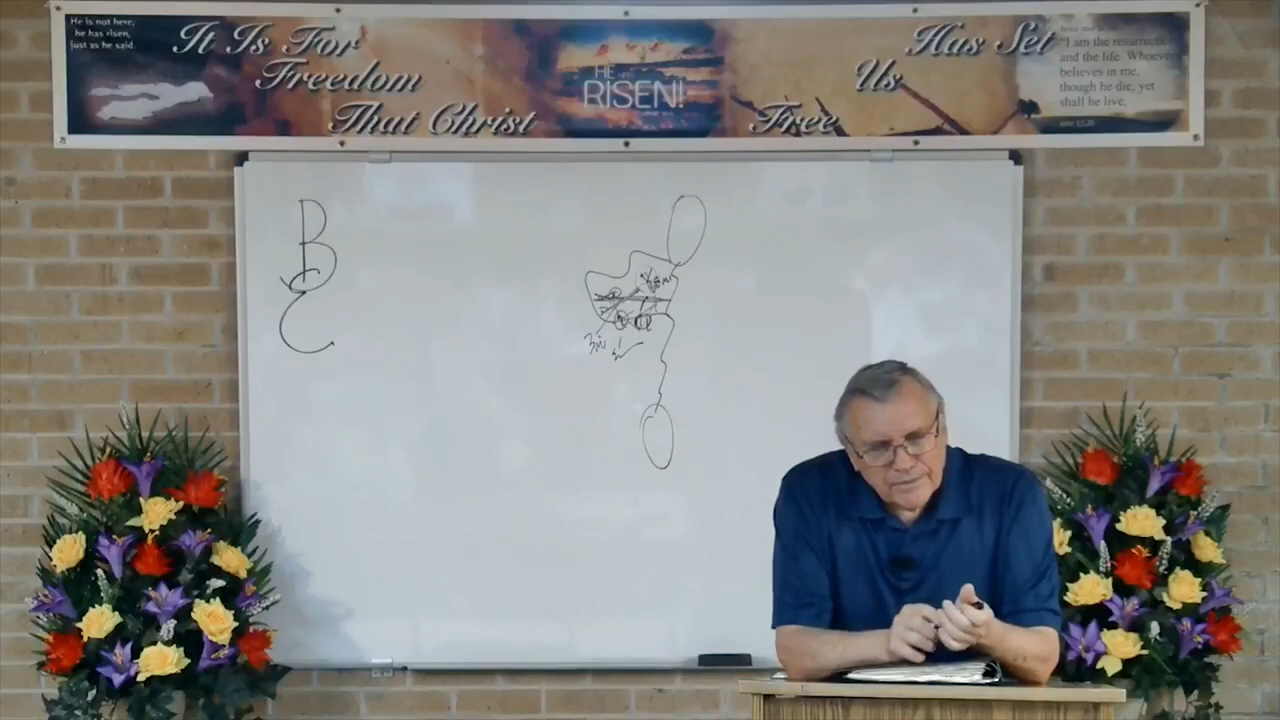 He is not here;
he has risen,
just as he said.
It Is For
Freedom
That Christ
HE
RISEN!
Has Set
Us
Free
"I am the resurrect
and the life. Whoever
believes in me,
though he die, yet
shall he live.
B
C